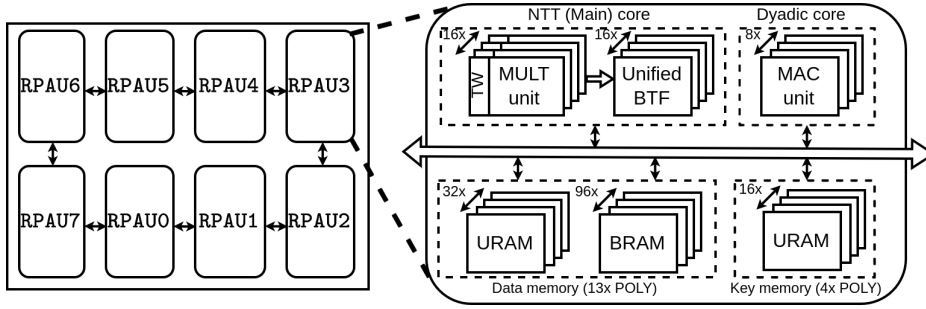 NTT (Main) core
Dyadic core
16x
16x
8x
RPAU6
RPAU5
RPAU4
RPAU3
TW
MULT
unit
Unified
BTF
MAC
unit
RPAU7
RPAU0
RPAU1
RPAU2
32x
96x
16x
URAM
BRAM
URAM
Data memory (13x POLY)
Key memory (4x POLY)